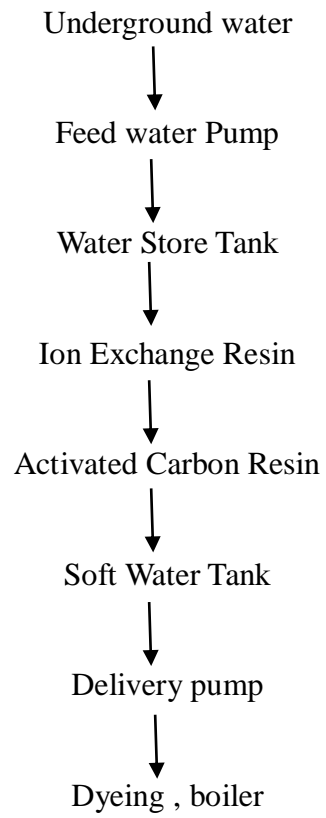 Underground water
Feed water Pump
Water Store Tank
Ion Exchange Resin
Activated Carbon Resin
Soft Water Tank
Delivery pump
Dyeing , boiler